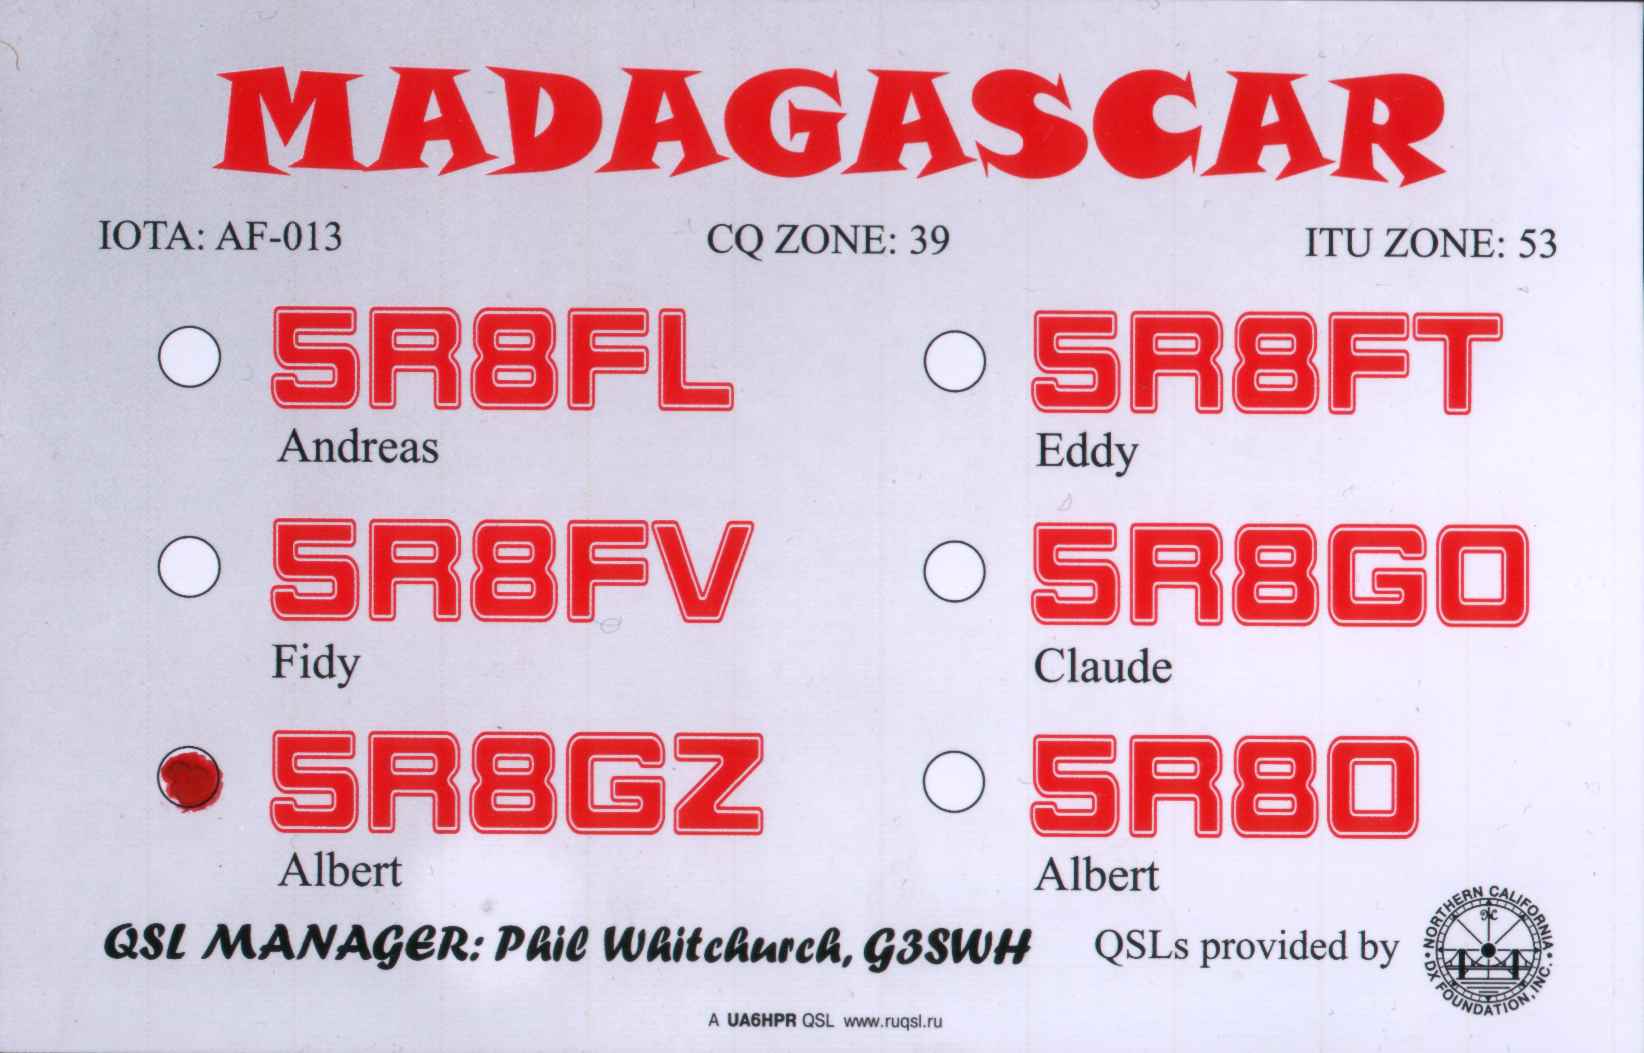 MADAGASCAR
IOTA: AF-013 CQ ZONE: 39 ITU ZONE: 53
5R8FL 5R8FT
Andreas Eddy
5R8FV 5R8GO
Fidy Claude
5R8GZ 5R8O
Albert Albert
QSL MANAGER: Phil Whitchurch, G3SWH QSLs provided by
NORTHERN CALIFORNIA
NC
• DX FOUNDATION, INC. •
A UA6HPR QSL www.ruqsl.ru